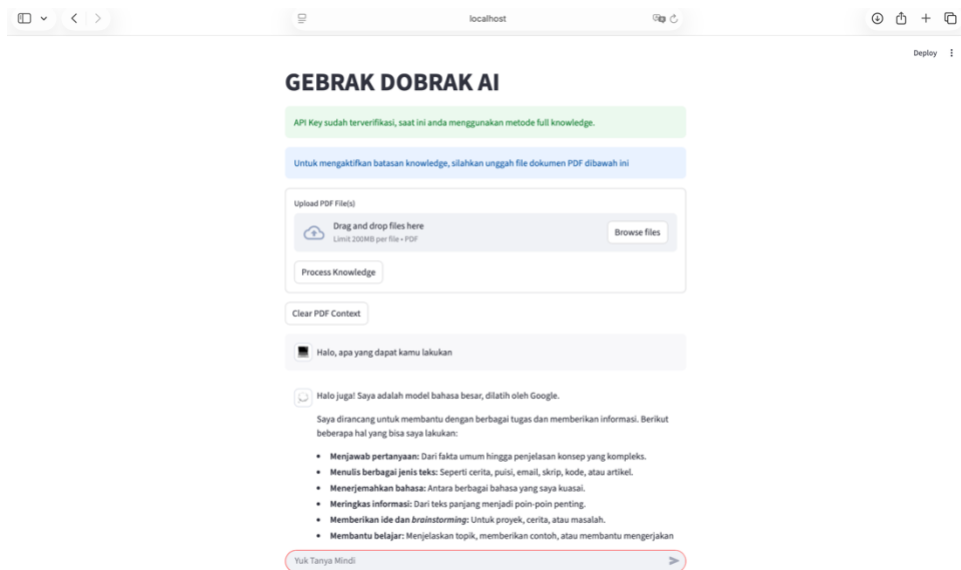 localhost
Deploy
GEBRAK DOBRAK AI
API Key sudah terverifikasi, saat ini anda menggunakan metode full knowledge.
Untuk mengaktifkan batasan knowledge, silahkan unggah file dokumen PDF dibawah ini
Upload PDF File(s)
Drag and drop files here
Limit 200MB per file • PDF
Browse files
Process Knowledge
Clear PDF Context
Halo, apa yang dapat kamu lakukan
Halo juga! Saya adalah model bahasa besar, dilatih oleh Google.
Saya dirancang untuk membantu dengan berbagai tugas dan memberikan informasi. Berikut
beberapa hal yang bisa saya lakukan:
• Menjawab pertanyaan: Dari fakta umum hingga penjelasan konsep yang kompleks.
• Menulis berbagai jenis teks: Seperti cerita, puisi, email, skrip, kode, atau artikel.
• Menerjemahkan bahasa: Antara berbagai bahasa yang saya kuasai.
• Meringkas informasi: Dari teks panjang menjadi poin-poin penting.
• Memberikan ide dan brainstorming: Untuk proyek, cerita, atau masalah.
• Membantu belajar: Menjelaskan topik, memberikan contoh, atau membantu mengerjakan
Yuk Tanya Mindi